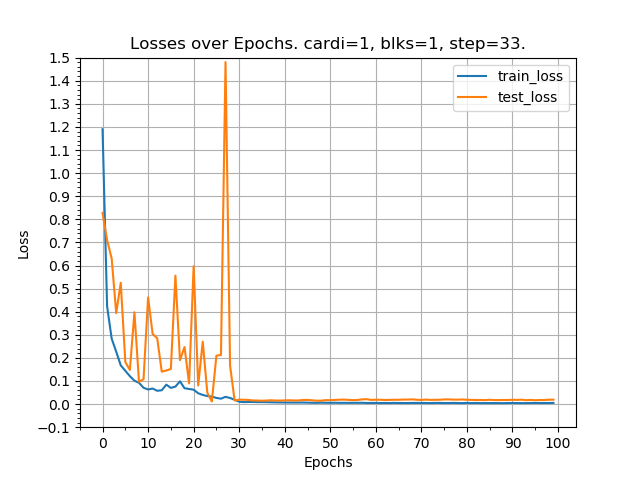 Losses over Epochs. cardi=1, blks=1, step=33.
1.5
1.4
1.3
1.2
1.1
1.0
0.9
0.8
0.7
0.6
0.5
0.4
0.3
0.2
0.1
0.0
−0.1
Loss
train_loss
test_loss
0 10 20 30 40 50 60 70 80 90 100
Epochs